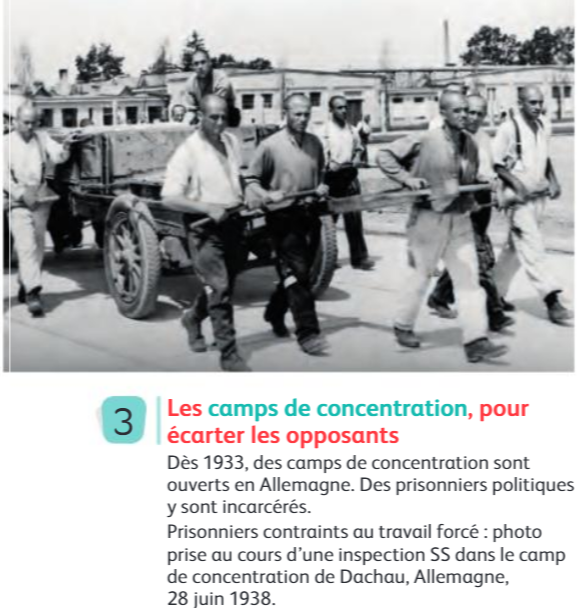 3
Les camps de concentration, pour
écarter les opposants
Dès 1933, des camps de concentration sont
ouverts en Allemagne. Des prisonniers politiques
y sont incarcérés.
Prisonniers contraints au travail forcé : photo
prise au cours d’une inspection SS dans le camp
de concentration de Dachau, Allemagne,
28 juin 1938.